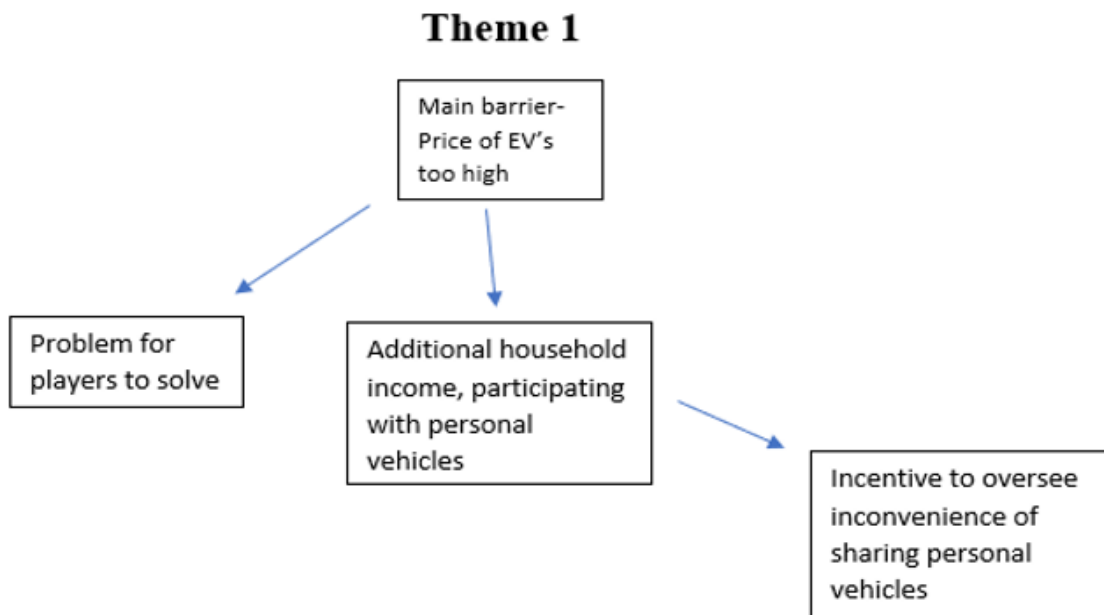 Theme 1
Main barrier-
Price of EV’s
too high
Problem for
players to solve
Additional household
income, participating
with personal
vehicles
Incentive to oversee
inconvenience of
sharing personal
vehicles